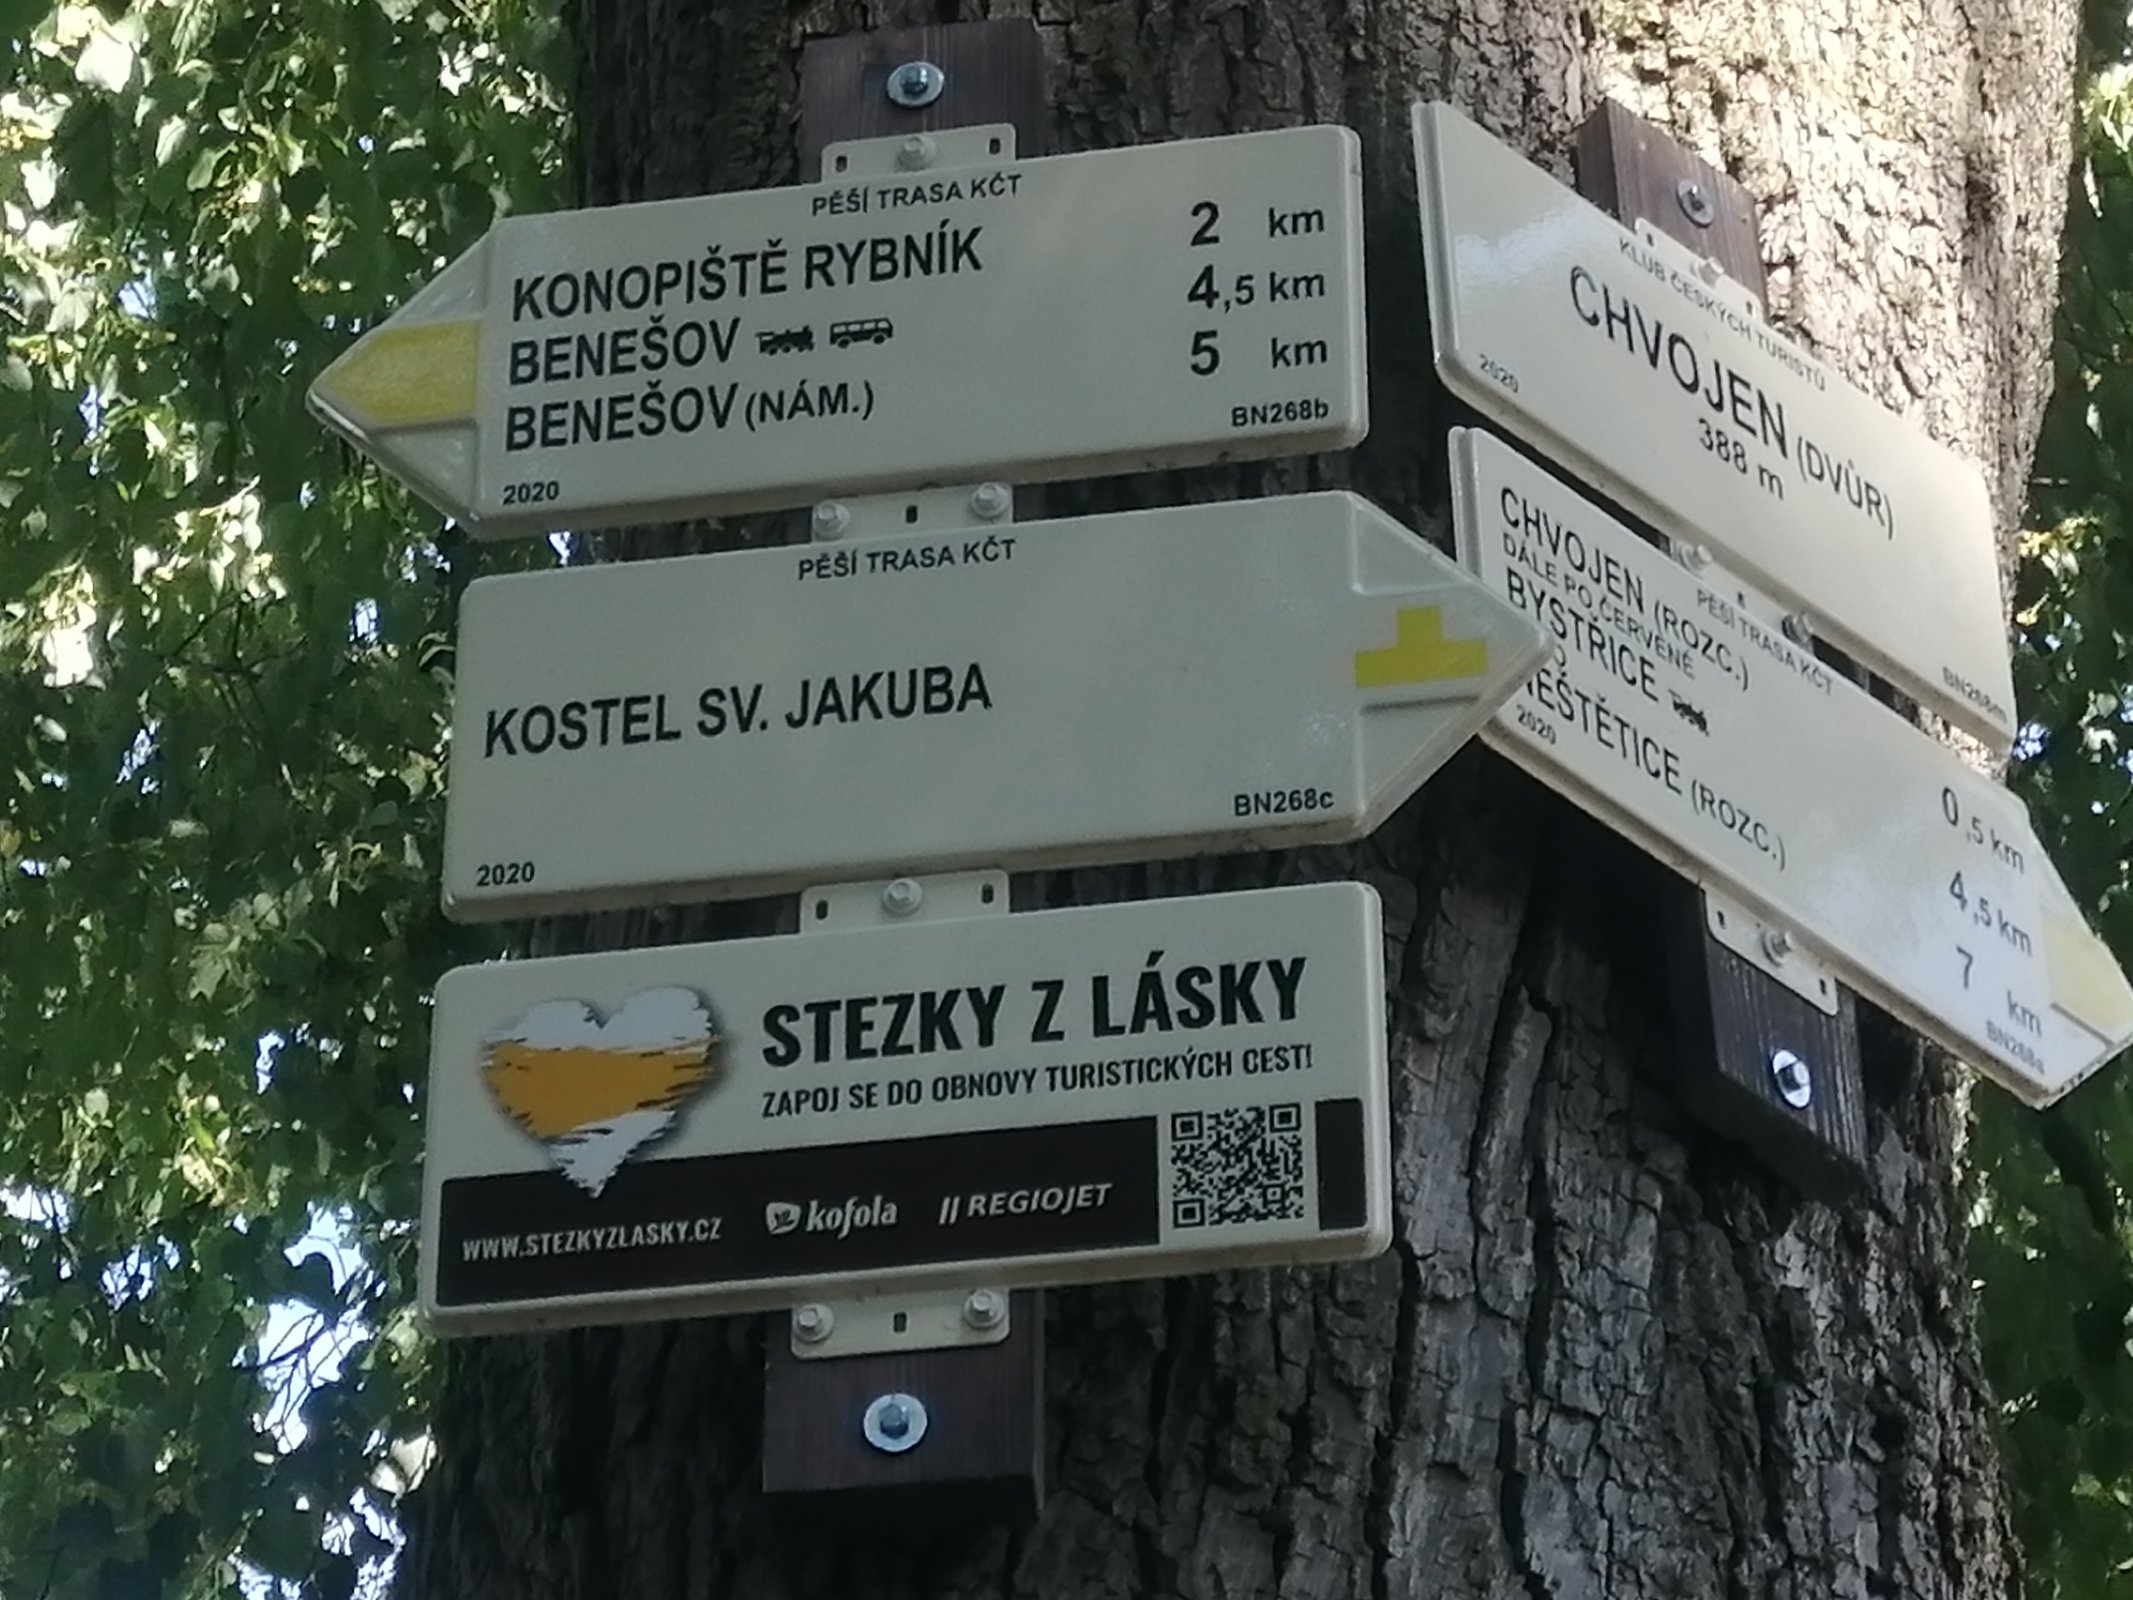 PĚŠÍ TRASA KČT
KONOPIŠTĚ RYBNÍK 2 km
BENEŠOV 4,5 km
BENEŠOV (NÁM.) 5 km
2020 BN268b
PĚŠÍ TRASA KČT
KOSTEL SV. JAKUBA
2020 BN268c
STEZKY Z LÁSKY
ZAPOJ SE DO OBNOVY TURISTICKÝCH CEST!
WWW.STEZKYZLASKY.CZ kofola REGIOJET
KLUB ČESKÝCH TURISTŮ
CHVOJEN (DVŮR)
388 m
2020 BN268m
PĚŠÍ TRASA KČT
CHVOJEN (ROZC.) 0,5 km
DÁLE PO ČERVENÉ
BYSTŘICE 4,5 km
(ROZC.) 7 km
2020